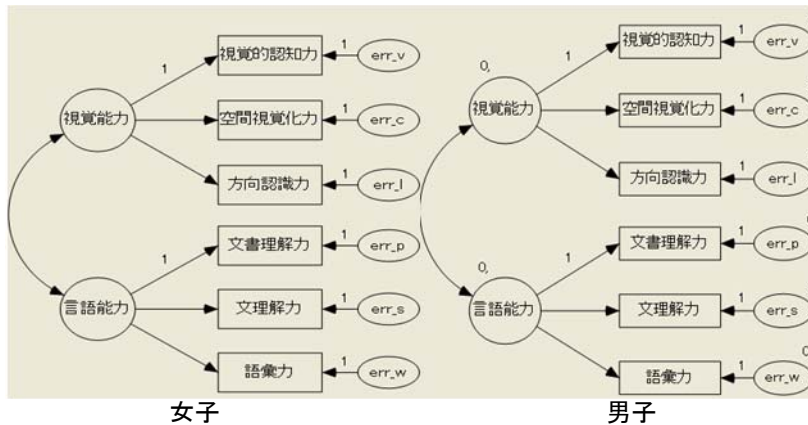 視覚的認知力
1
err_v
1
視覚能力
空間視覚化力
1
err_c
方向認識力
1
err_l
文書理解力
1
err_p
1
言語能力
文理解力
1
err_s
語彙力
1
err_w
女子
視覚的認知力
1
err_v
0,
1
視覚能力
空間視覚化力
1
err_c
方向認識力
1
err_l
文書理解力
1
err_p
0,
1
言語能力
文理解力
1
err_s
語彙力
1
err_w
男子